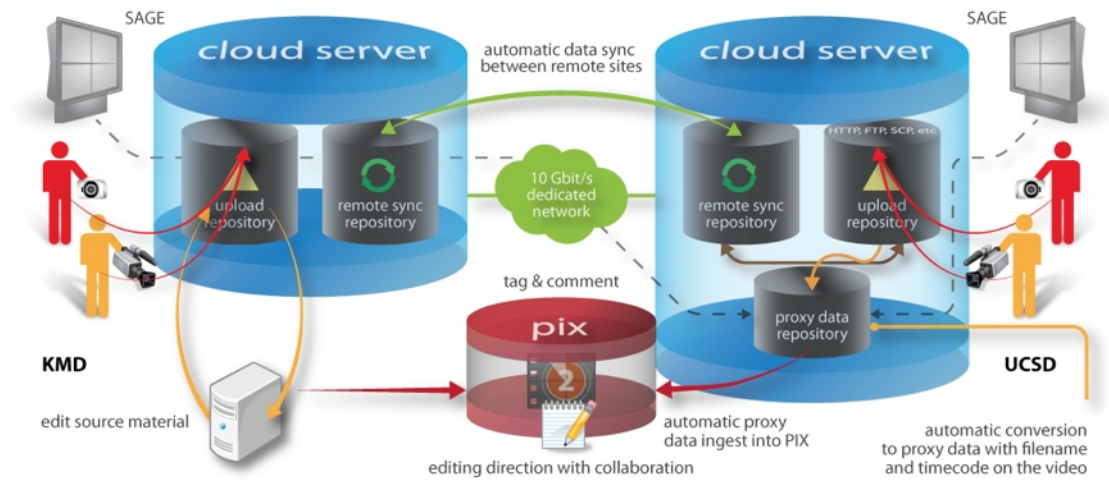 SAGE
cloud server
automatic data sync
between remote sites
cloud server
SAGE
HTTP, FTP, SCP, etc.
upload
repository
remote sync
repository
10 Gbit/s
dedicated
network
remote sync
repository
upload
repository
tag & comment
pix
proxy data
repository
KMD
UCSD
2
edit source material
automatic proxy
data ingest into PIX
editing direction with collaboration
automatic conversion
to proxy data with filename
and timecode on the video